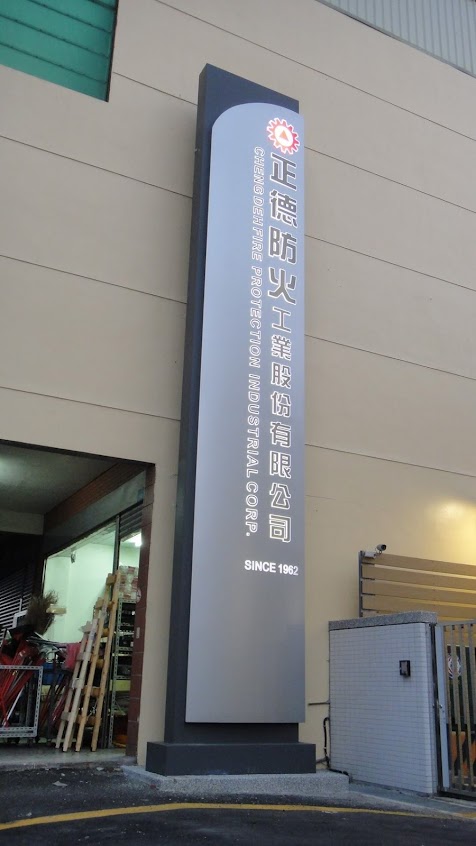 正德防火工業股份有限公司
CHENG DEH FIRE PROTECTION INDUSTRIAL CORP.
SINCE 1962